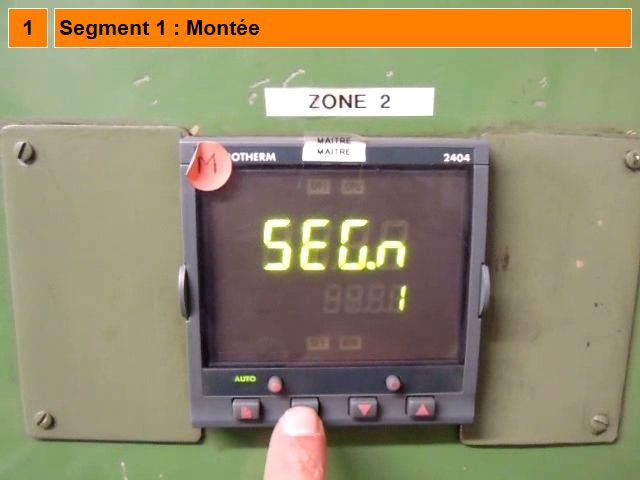 1 Segment 1 : Montée
ZONE 2
MAITRE
MAITRE
OTHERM 2404
M
SEG.n
1
AUTO